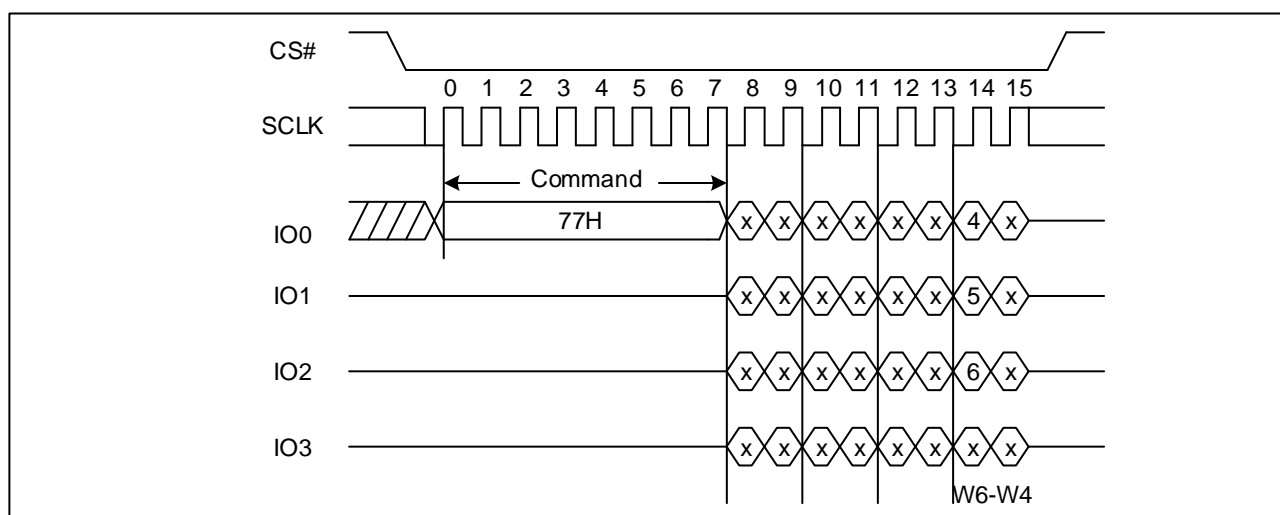 CS#
0 1 2 3 4 5 6 7 8 9 10 11 12 13 14 15
SCLK
Command
IO0 77H x x x x x x 4 x
IO1 x x x x x x 5 x
IO2 x x x x x x 6 x
IO3 x x x x x x x x
W6-W4